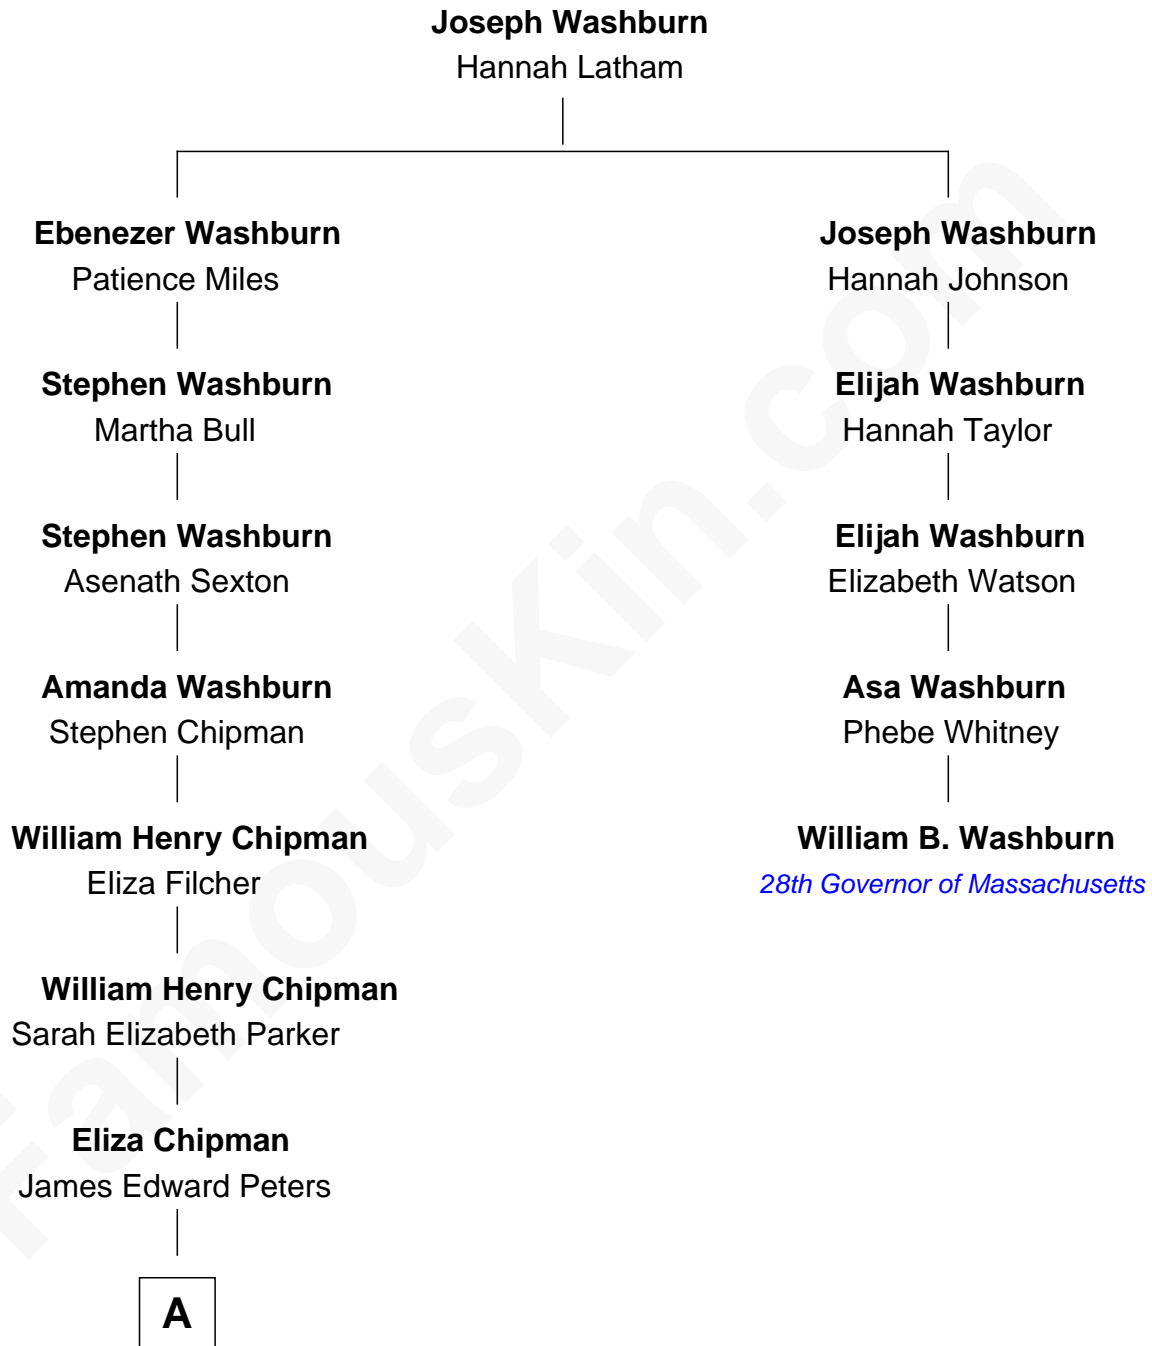 Joseph Washburn
Hannah Latham
Ebenezer Washburn
Patience Miles
Joseph Washburn
Hannah Johnson
Stephen Washburn
Martha Bull
Elijah Washburn
Hannah Taylor
Stephen Washburn
Asenath Sexton
Elijah Washburn
Elizabeth Watson
Amanda Washburn
Stephen Chipman
Asa Washburn
Phebe Whitney
William Henry Chipman
Eliza Filcher
William B. Washburn
28th Governor of Massachusetts
William Henry Chipman
Sarah Elizabeth Parker
Eliza Chipman
James Edward Peters
A
FamousKin.com